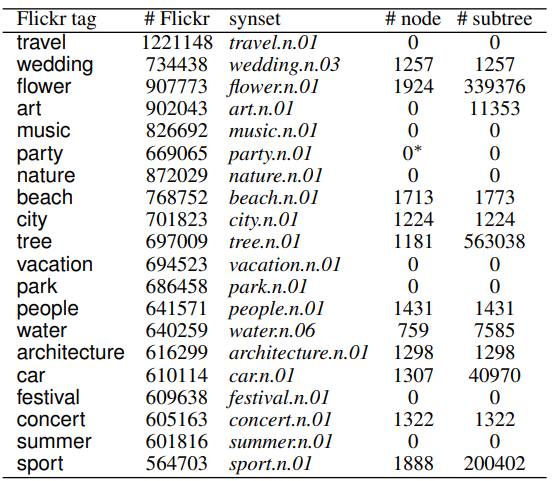 Flickr tag # Flickr synset # node # subtree
travel 1221148 travel.n.01 0 0
wedding 734438 wedding.n.03 1257 1257
flower 907773 flower.n.01 1924 339376
art 902043 art.n.01 0 11353
music 826692 music.n.01 0 0
party 669065 party.n.01 0* 0
nature 872029 nature.n.01 0 0
beach 768752 beach.n.01 1713 1773
city 701823 city.n.01 1224 1224
tree 697009 tree.n.01 1181 563038
vacation 694523 vacation.n.01 0 0
park 686458 park.n.01 0 0
people 641571 people.n.01 1431 1431
water 640259 water.n.06 759 7585
architecture 616299 architecture.n.01 1298 1298
car 610114 car.n.01 1307 40970
festival 609638 festival.n.01 0 0
concert 605163 concert.n.01 1322 1322
summer 601816 summer.n.01 0 0
sport 564703 sport.n.01 1888 200402